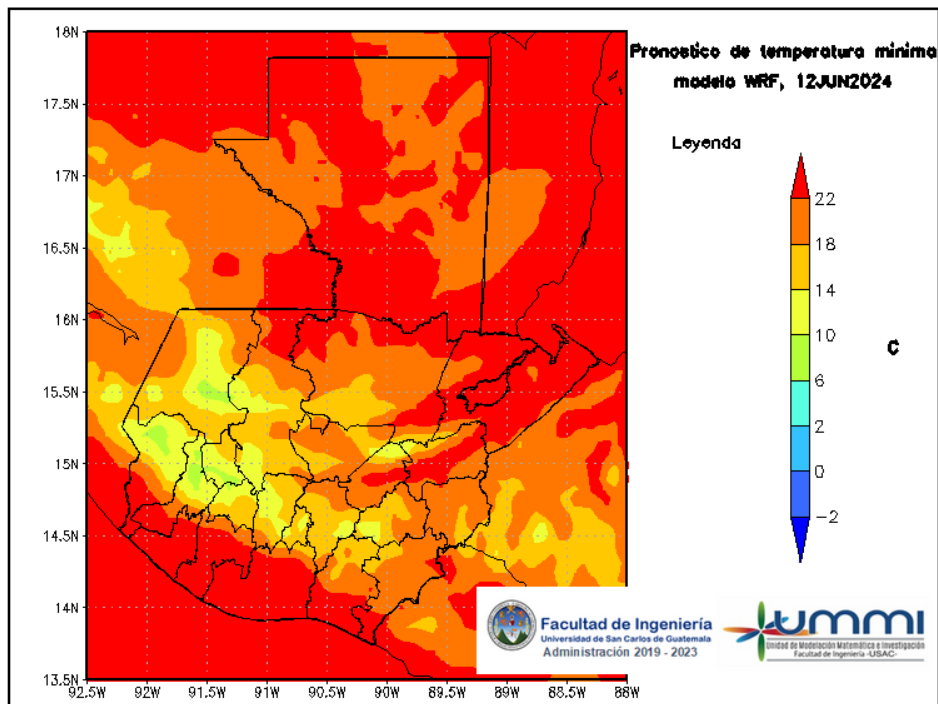 Pronostico de temperatura minima
modelo WRF, 12JUN2024
Leyenda
22
18
14
10
6
2
0
-2
C
18N
17.5N
17N
16.5N
16N
15.5N
15N
14.5N
14N
13.5N
92.5W 92W 91.5W 91W 90.5W 90W 89.5W 89W 88.5W 88W
Facultad de Ingeniería
Universidad de San Carlos de Guatemala
Administración 2019 - 2023
UMMI
Unidad de Modelación Matemática e Investigación
Facultad de Ingeniería -USAC-